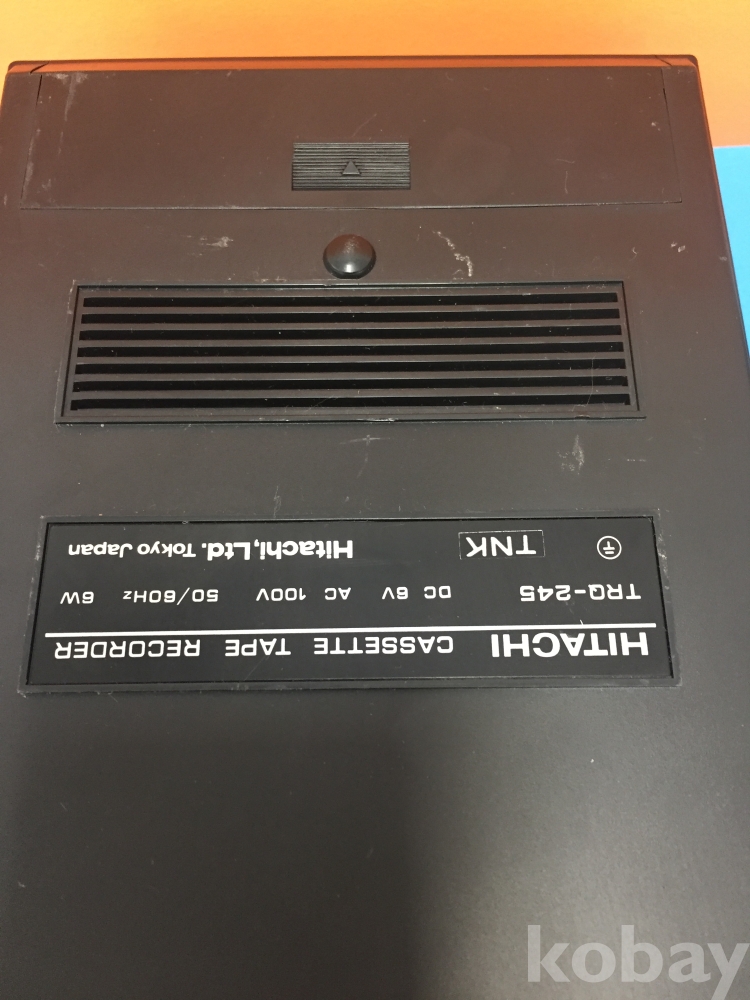 HITACHI CASSETTE TAPE RECORDER
TRQ-245 DC 6V AC 100V 50/60Hz 6W
TNK Hitachi,Ltd. Tokyo Japan
kobay